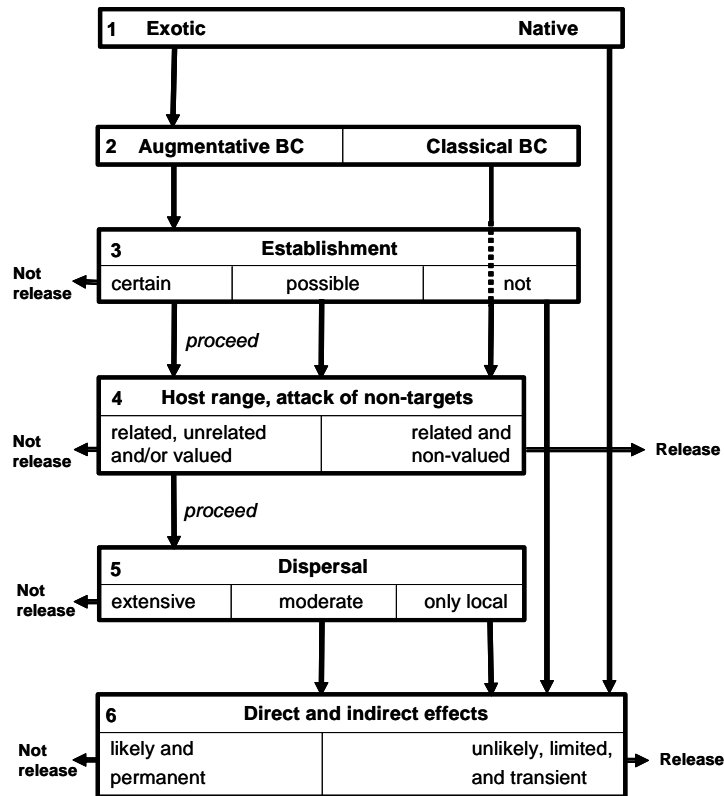 1 Exotic Native
2 Augmentative BC Classical BC
3 Establishment
Not
release
certain possible not
proceed
4 Host range, attack of non-targets
Not
release
related, unrelated
and/or valued
related and
non-valued
Release
proceed
5 Dispersal
Not
release
extensive moderate only local
6 Direct and indirect effects
Not
release
likely and
permanent
unlikely, limited,
and transient
Release